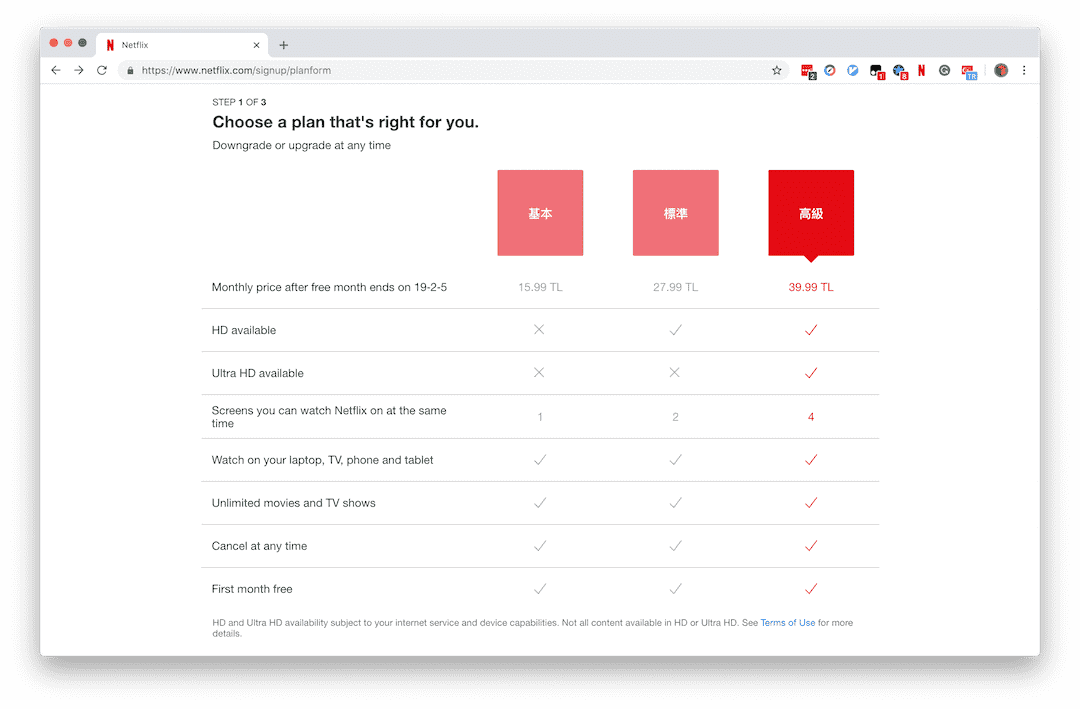 Netflix
https://www.netflix.com/signup/planform
2
1
8
TR
STEP 1 OF 3
Choose a plan that's right for you.
Downgrade or upgrade at any time
基本 標準 高級
Monthly price after free month ends on 19-2-5 15.99 TL 27.99 TL 39.99 TL
HD available
Ultra HD available
Screens you can watch Netflix on at the same
time
1 2 4
Watch on your laptop, TV, phone and tablet
Unlimited movies and TV shows
Cancel at any time
First month free
HD and Ultra HD availability subject to your internet service and device capabilities. Not all content available in HD or Ultra HD. See Terms of Use for more
details.